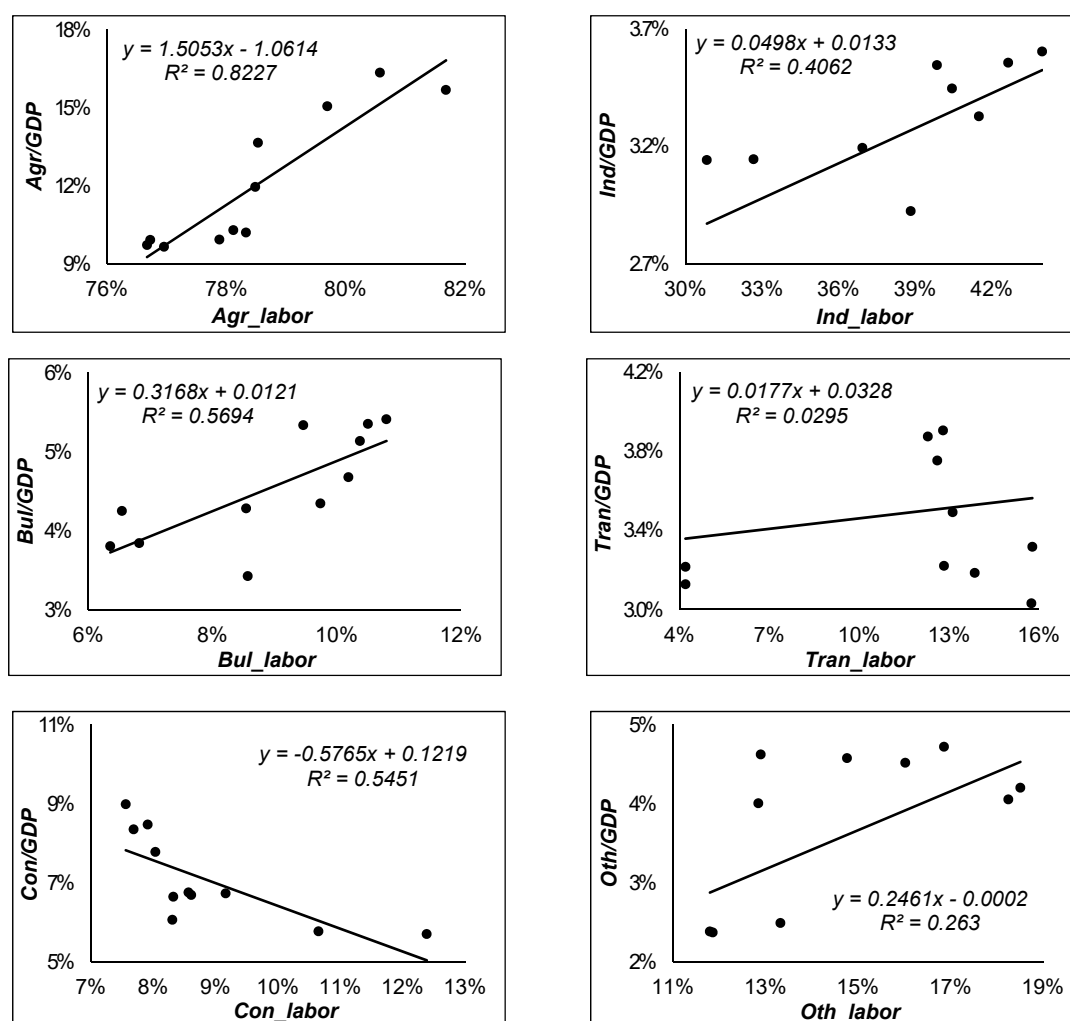 18%
y = 1.5053x - 1.0614
R² = 0.8227
15%
Agr/GDP
12%
9%
76% 78% 80% 82%
Agr_labor
3.7%
y = 0.0498x + 0.0133
R² = 0.4062
3.2%
Ind/GDP
2.7%
30% 33% 36% 39% 42%
Ind_labor
6%
y = 0.3168x + 0.0121
R² = 0.5694
5%
Bul/GDP
4%
3%
6% 8% 10% 12%
Bul_labor
4.2%
y = 0.0177x + 0.0328
R² = 0.0295
3.8%
Tran/GDP
3.4%
3.0%
4% 7% 10% 13% 16%
Tran_labor
11%
y = -0.5765x + 0.1219
R² = 0.5451
9%
Con/GDP
7%
5%
7% 8% 9% 10% 11% 12% 13%
Con_labor
5%
4%
Oth/GDP
3%
y = 0.2461x - 0.0002
R² = 0.263
2%
11% 13% 15% 17% 19%
Oth_labor